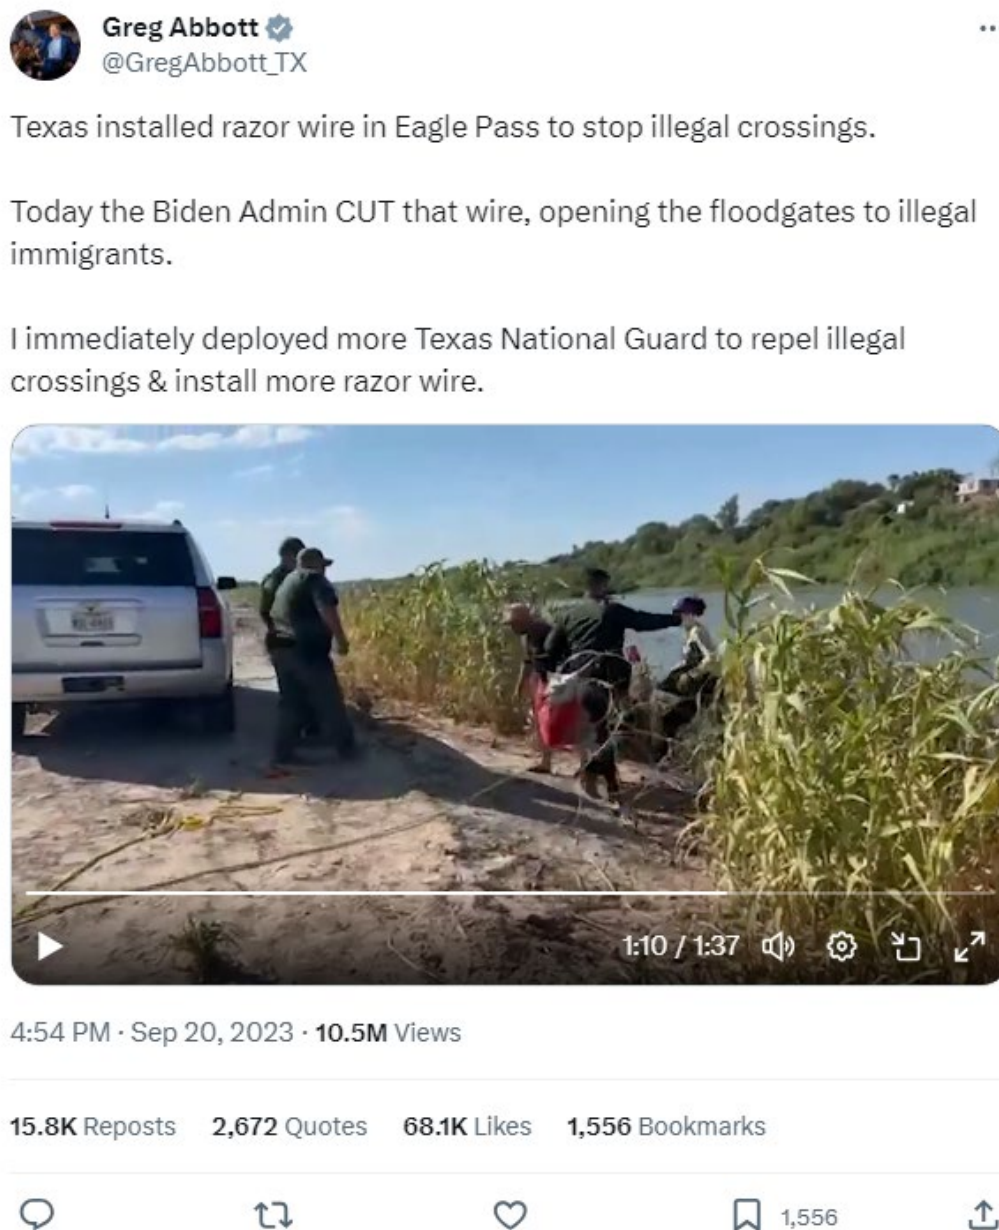 Greg Abbott
@GregAbbott_TX
Texas installed razor wire in Eagle Pass to stop illegal crossings.
Today the Biden Admin CUT that wire, opening the floodgates to illegal
immigrants.
I immediately deployed more Texas National Guard to repel illegal
crossings & install more razor wire.
1:10 / 1:37
4:54 PM · Sep 20, 2023 · 10.5M Views
15.8K Reposts 2,672 Quotes 68.1K Likes 1,556 Bookmarks
1,556